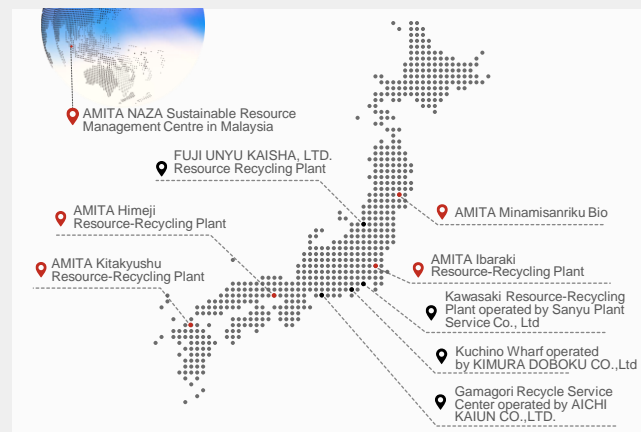 AMITA NAZA Sustainable Resource
Management Centre in Malaysia
FUJI UNYU KAISHA, LTD.
Resource Recycling Plant
AMITA Himeji
Resource-Recycling Plant
AMITA Minamisanriku Bio
AMITA Kitakyushu
Resource-Recycling Plant
AMITA Ibaraki
Resource-Recycling Plant
Kawasaki Resource-Recycling
Plant operated by Sanyu Plant
Service Co., Ltd
Kuchino Wharf operated
by KIMURA DOBOKU CO.,Ltd
Gamagori Recycle Service
Center operated by AICHI
KAIUN CO.,LTD.